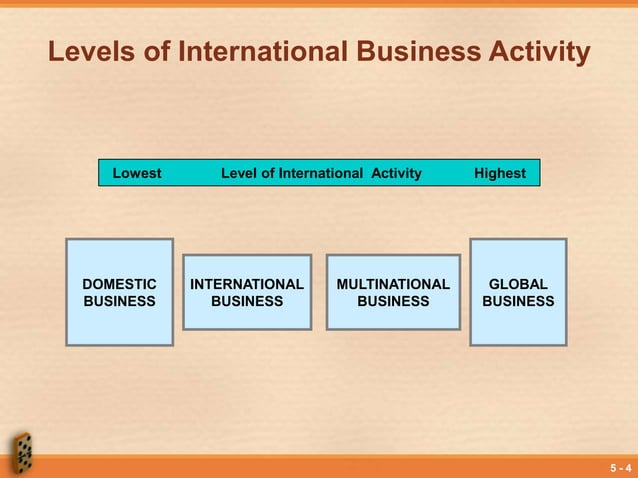 Levels of International Business Activity
Lowest Level of International Activity Highest
DOMESTIC
BUSINESS
INTERNATIONAL
BUSINESS
MULTINATIONAL
BUSINESS
GLOBAL
BUSINESS
5 - 4